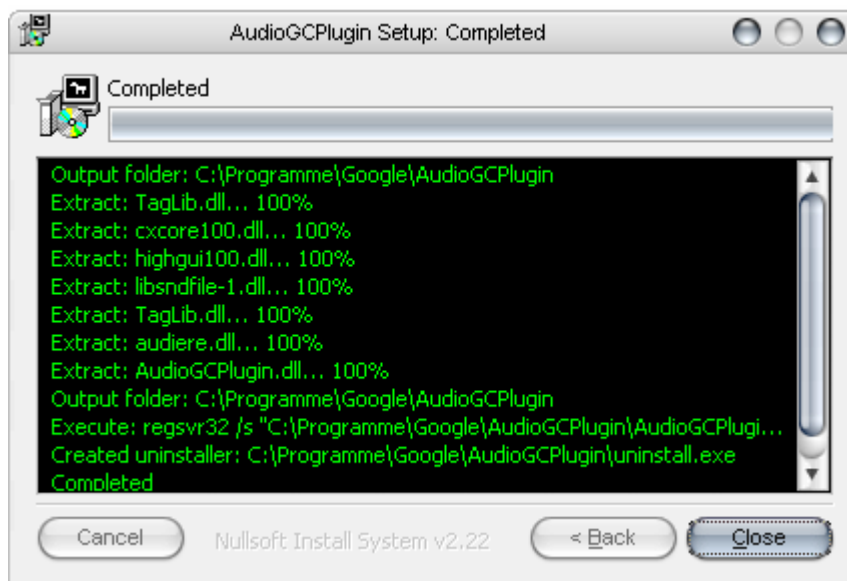 AudioGCPlugin Setup: Completed
Completed
Output folder: C:\Programme\Google\AudioGCPlugin
Extract: TagLib.dll... 100%
Extract: cxcore100.dll... 100%
Extract: highgui100.dll... 100%
Extract: libsndfile-1.dll... 100%
Extract: TagLib.dll... 100%
Extract: audiere.dll... 100%
Extract: AudioGCPlugin.dll... 100%
Output folder: C:\Programme\Google\AudioGCPlugin
Execute: regsvr32 /s "C:\Programme\Google\AudioGCPlugin\AudioGCPlugi...
Created uninstaller: C:\Programme\Google\AudioGCPlugin\uninstall.exe
Completed
Cancel Nullsoft Install System v2.22 < Back Close